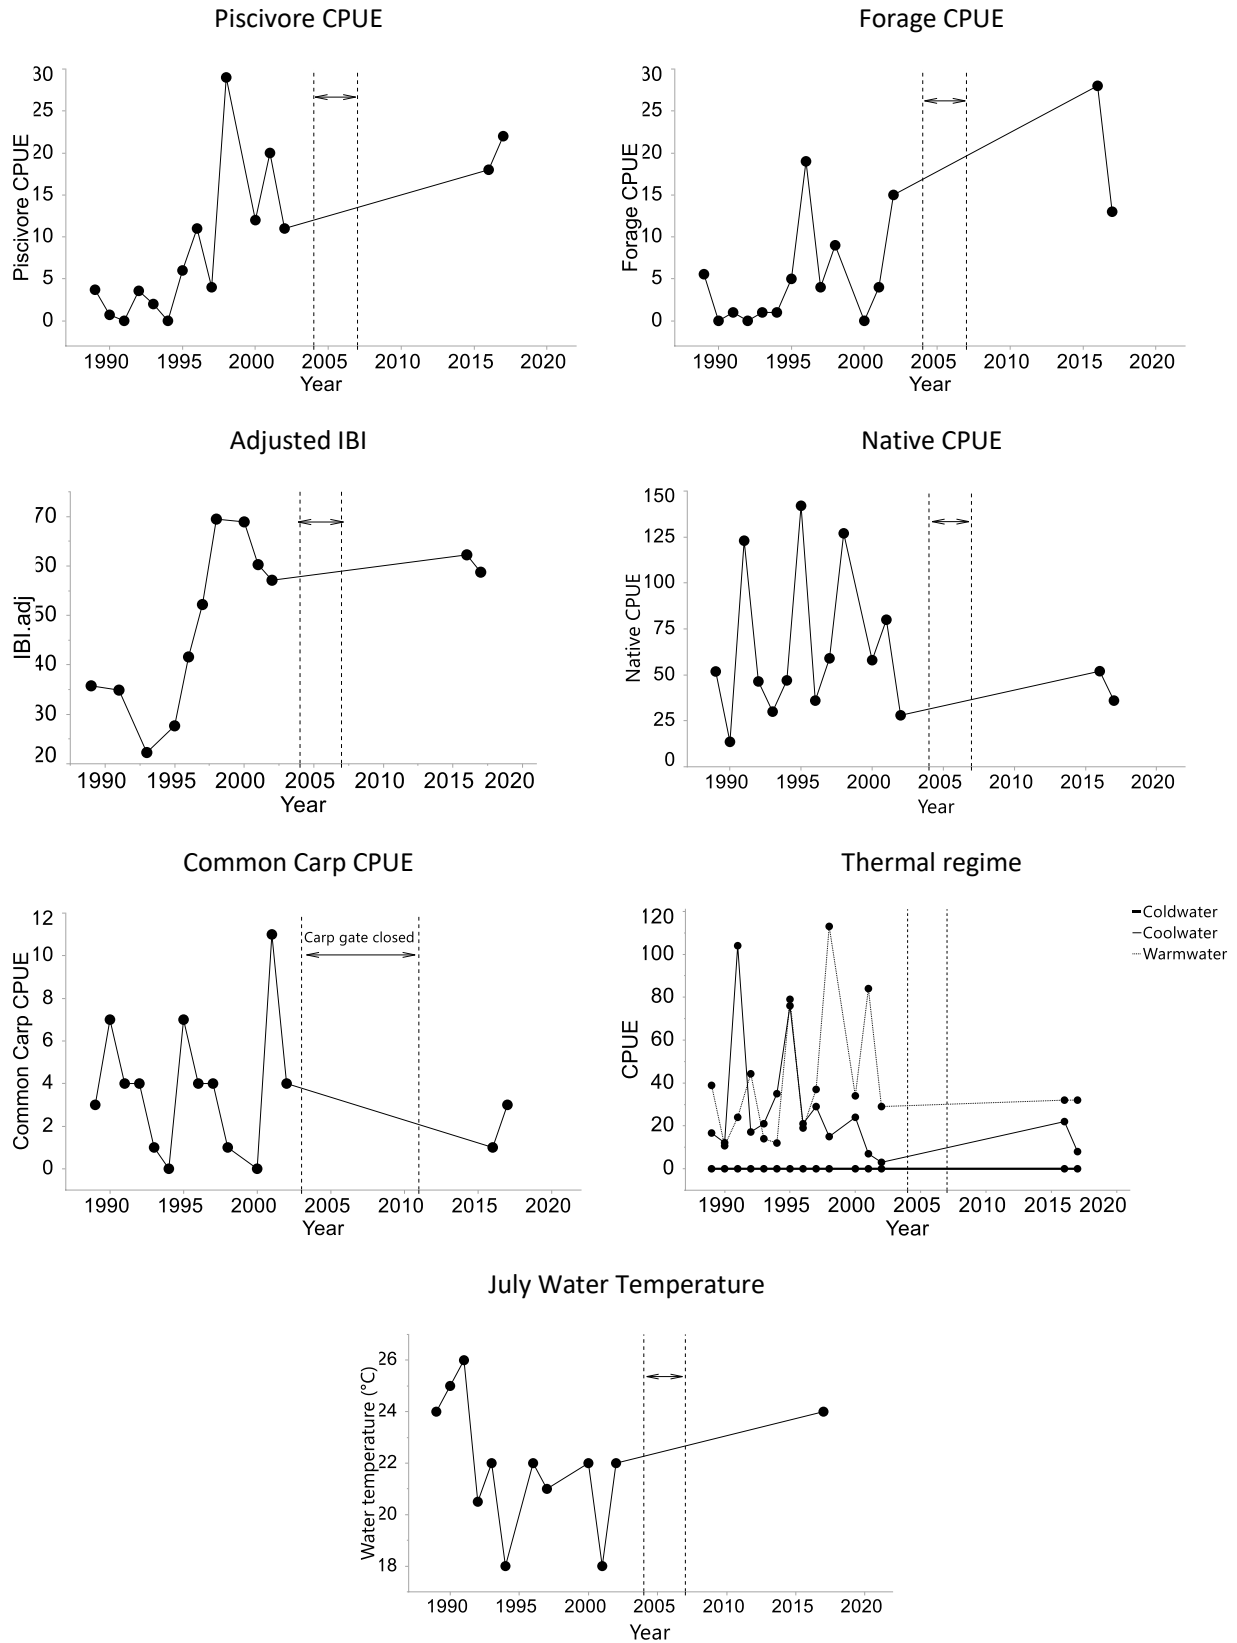 Piscivore CPUE
30
25
20
15
10
5
0
Piscivore CPUE
1990 1995 2000 2005 2010 2015 2020
Year
Forage CPUE
30
25
20
15
10
5
0
Forage CPUE
1990 1995 2000 2005 2010 2015 2020
Year
Adjusted IBI
70
60
50
40
30
20
IBI.adj
1990 1995 2000 2005 2010 2015 2020
Year
Native CPUE
150
125
100
75
50
25
0
Native CPUE
1990 1995 2000 2005 2010 2015 2020
Year
Common Carp CPUE
12
10
8
6
4
2
0
Common Carp CPUE
Carp gate closed
1990 1995 2000 2005 2010 2015 2020
Year
Thermal regime
120
100
80
60
40
20
0
CPUE
Coldwater
Coolwater
Warmwater
1990 1995 2000 2005 2010 2015 2020
Year
July Water Temperature
26
24
22
20
18
Water temperature (°C)
1990 1995 2000 2005 2010 2015 2020
Year